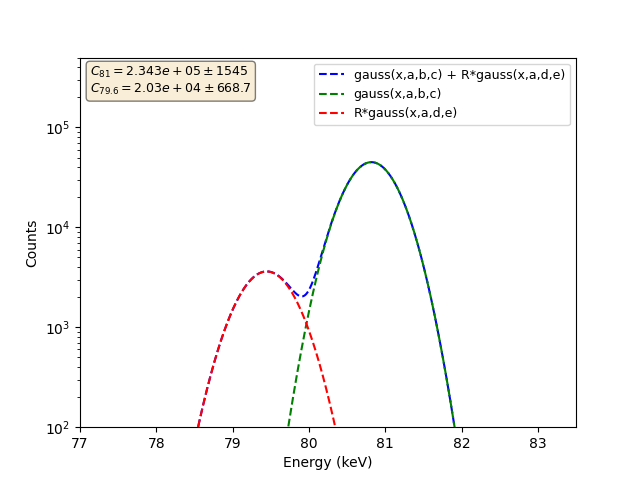 C81 = 2.343e + 05 ± 1545
C79.6 = 2.03e + 04 ± 668.7
gauss(x,a,b,c) + R*gauss(x,a,d,e)
gauss(x,a,b,c)
R*gauss(x,a,d,e)
10^5
10^4
10^3
10^2
Counts
77 78 79 80 81 82 83
Energy (keV)